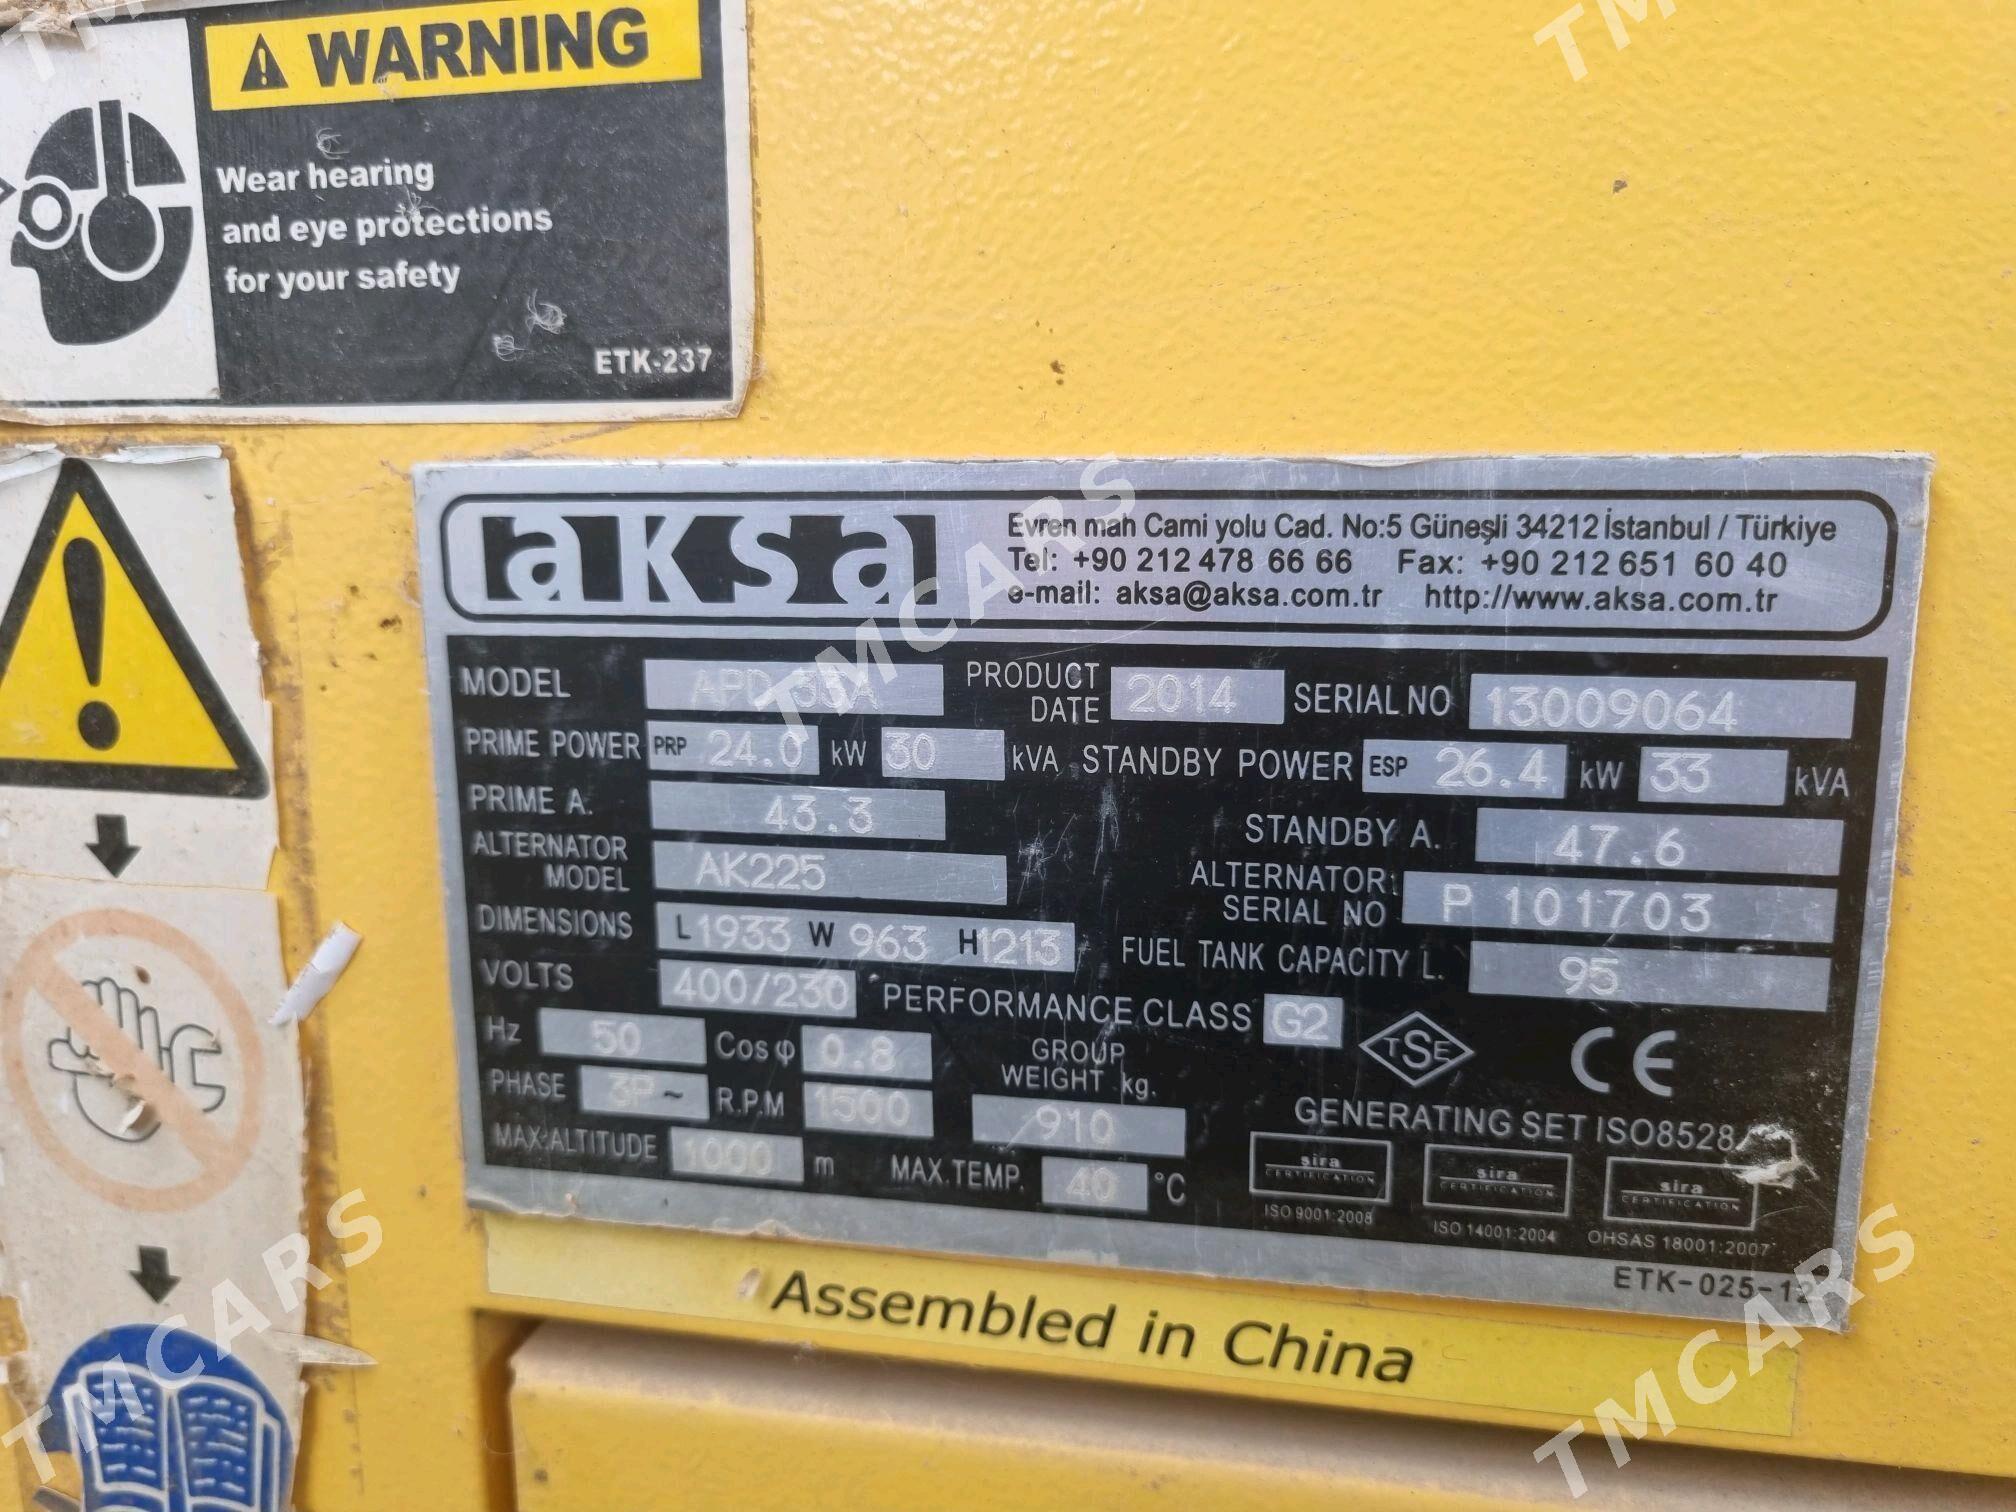 WARNING
Wear hearing
and eye protections
for your safety
ETK-237
aksa
Evren mah Cami yolu Cad. No:5 Güneşli 34212 İstanbul / Türkiye
Tel: +90 212 478 66 66 Fax: +90 212 651 16 60 40
e-mail: aksa@aksa.com.tr http://www.aksa.com.tr
MODEL APD 33A PRODUCT DATE 2014 SERIAL NO 13009064
PRIME POWER PRP 24.0 kW 30 kVA STANDBY POWER ESP 26.4 kW 33 kVA
PRIME A. 43.3 STANDBY A. 47.6
ALTERNATOR MODEL AK225 ALTERNATOR SERIAL NO P 101703
DIMENSIONS L 1933 W 963 H 1213 FUEL TANK CAPACITY L. 95
VOLTS 400/230 PERFORMANCE CLASS G2
Hz 50 Cos φ 0.8 GROUP WEIGHT kg. 910 TSE CE
PHASE 3P ~ R.P.M 1500 GENERATING SET ISO8528
MAX.ALTITUDE 1000 m MAX.TEMP. 40 °C
sira CERTIFICATION sira CERTIFICATION sira CERTIFICATION
ISO 9001:2008 ISO 14001:2004 OHSAS 18001:2007
ETK-025-12
Assembled in China
TMCARS
TMCARS
TMCARS
TMCARS
TMCARS